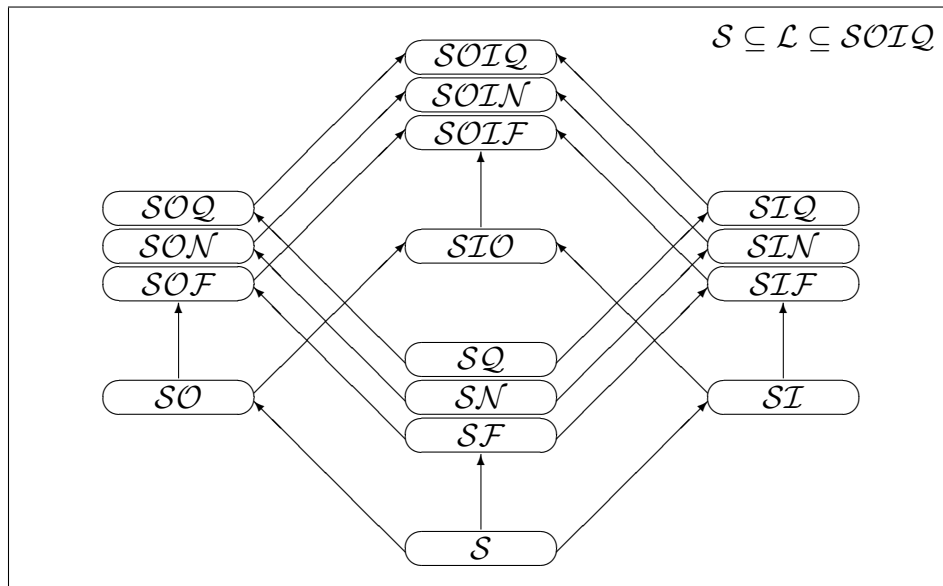 𝒮 ⊆ ℒ ⊆ 𝒮𝒪ℐ𝒬
𝒮𝒪ℐ𝒬
𝒮𝒪ℐ𝒩
𝒮𝒪ℐℱ
𝒮𝒪𝒬
𝒮ℐ𝒬
𝒮𝒪𝒩
𝒮ℐ𝒪
𝒮ℐ𝒩
𝒮𝒪ℱ
𝒮ℐℱ
𝒮𝒬
𝒮𝒪
𝒮𝒩
𝒮ℐ
𝒮ℱ
𝒮